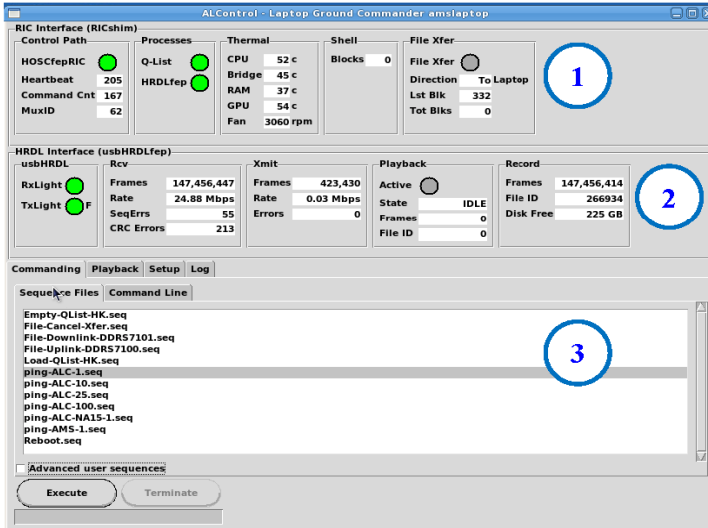 ALControl - Laptop Ground Commander amslaptop
RIC Interface (RICshim)
Control Path
HOSCfepRIC
Heartbeat 205
Command Cnt 167
MuxID 62
Processes
Q-List
HRDLfep
Thermal
CPU 52 c
Bridge 45 c
RAM 37 c
GPU 54 c
Fan 3060 rpm
Shell
Blocks 0
File Xfer
File Xfer
Direction To Laptop
Lst Blk 332
Tot Blks 0
1
HRDL Interface (usbHRDLfep)
usbHRDL
RxLight
TxLight F
Rcv
Frames 147,456,447
Rate 24.88 Mbps
SeqErrs 55
CRC Errors 213
Xmit
Frames 423,430
Rate 0.03 Mbps
Errors 0
Playback
Active
State IDLE
Frames 0
File ID 0
Record
Frames 147,456,414
File ID 266934
Disk Free 225 GB
2
Commanding Playback Setup Log
Sequence Files Command Line
Empty-QList-HK.seq
File-Cancel-Xfer.seq
File-Downlink-DDRS7101.seq
File-Uplink-DDRS7100.seq
Load-QList-HK.seq
ping-ALC-1.seq
ping-ALC-10.seq
ping-ALC-25.seq
ping-ALC-100.seq
ping-ALC-NA15-1.seq
ping-AMS-1.seq
Reboot.seq
3
Advanced user sequences
Execute Terminate